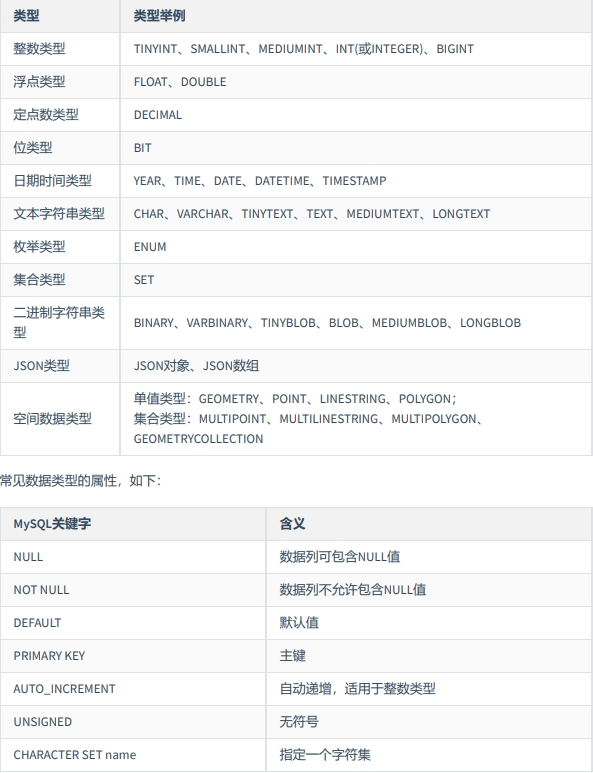 类型 类型举例
整数类型 TINYINT、SMALLINT、MEDIUMINT、INT(或INTEGER)、BIGINT
浮点类型 FLOAT、DOUBLE
定点数类型 DECIMAL
位类型 BIT
日期时间类型 YEAR、TIME、DATE、DATETIME、TIMESTAMP
文本字符串类型 CHAR、VARCHAR、TINYTEXT、TEXT、MEDIUMTEXT、LONGTEXT
枚举类型 ENUM
集合类型 SET
二进制字符串类
型
BINARY、VARBINARY、TINYBLOB、BLOB、MEDIUMBLOB、LONGBLOB
JSON类型 JSON对象、JSON数组
空间数据类型
单值类型：GEOMETRY、POINT、LINESTRING、POLYGON；
集合类型：MULTIPOINT、MULTILINESTRING、MULTIPOLYGON、
GEOMETRYCOLLECTION
常见数据类型的属性，如下：
MySQL关键字 含义
NULL 数据列可包含NULL值
NOT NULL 数据列不允许包含NULL值
DEFAULT 默认值
PRIMARY KEY 主键
AUTO_INCREMENT 自动递增，适用于整数类型
UNSIGNED 无符号
CHARACTER SET name 指定一个字符集